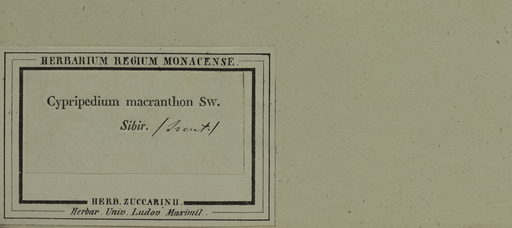 HERBARIUM REGIUM MONACENSE.
Cypripedium macranthon Sw.
Sibir.
HERB. ZUCCARINII.
Herbar. Univ. Ludov. Maximil.